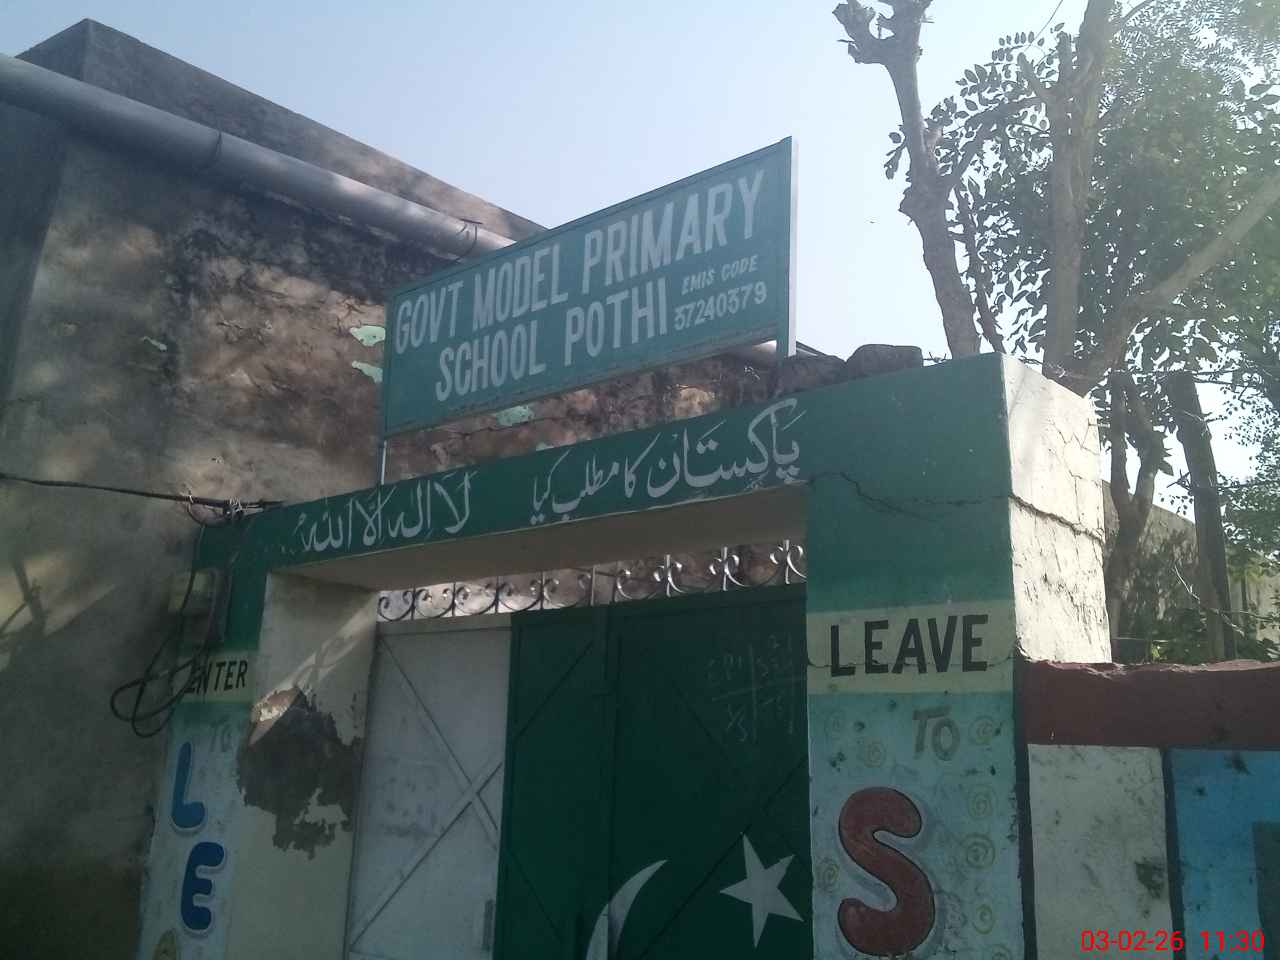 GOVT MODEL PRIMARY
SCHOOL POTHI
EMIS CODE
37240379
پاکستان کا مطلب کیا لا الہ الا اللہ
ENTER
TO
LE
LEAVE
TO
S
03-02-26 11:30